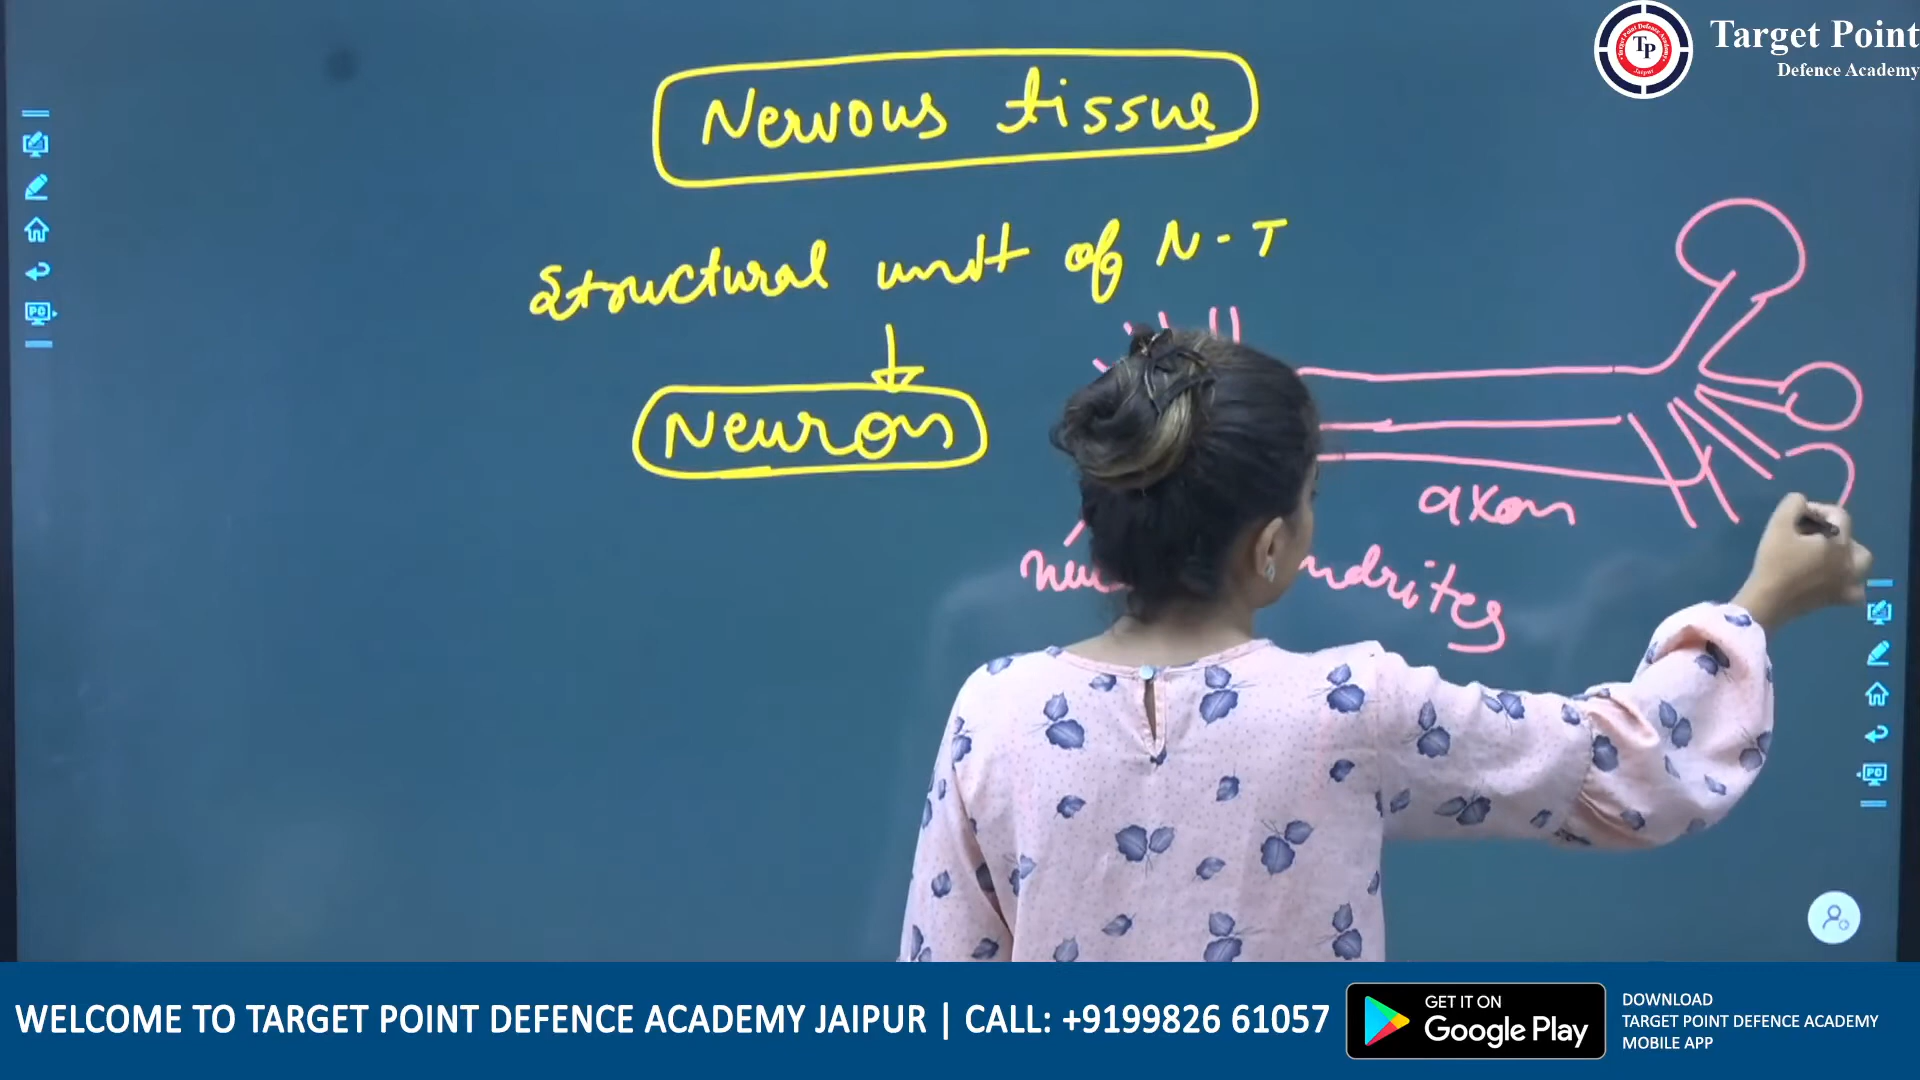 Target Point
Defence Academy
TP
Nervous tissue
Structural unit of N-T
Neuron
axon
WELCOME TO TARGET POINT DEFENCE ACADEMY JAIPUR | CALL: +9199826 61057
GET IT ON
Google Play
DOWNLOAD
TARGET POINT DEFENCE ACADEMY
MOBILE APP